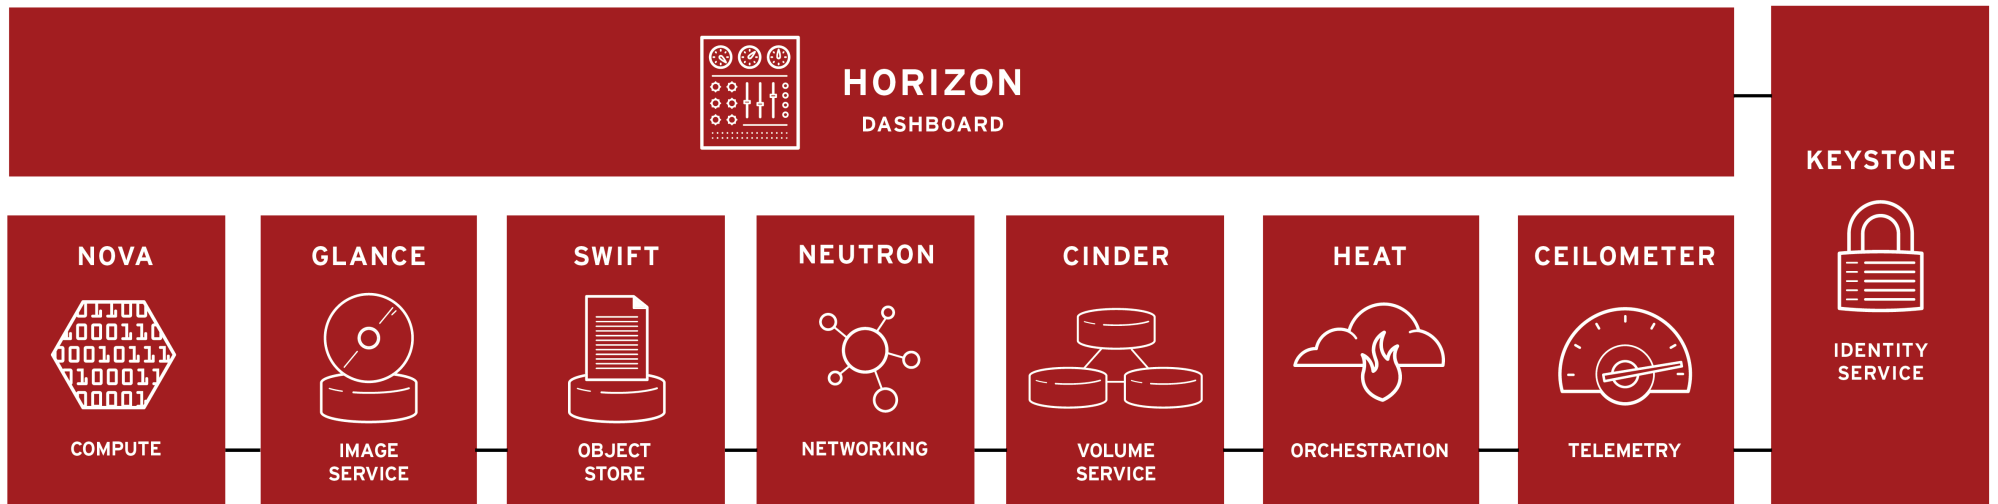 HORIZON
DASHBOARD
KEYSTONE
IDENTITY
SERVICE
NOVA
COMPUTE
GLANCE
IMAGE
SERVICE
SWIFT
OBJECT
STORE
NEUTRON
NETWORKING
CINDER
VOLUME
SERVICE
HEAT
ORCHESTRATION
CEILOMETER
TELEMETRY